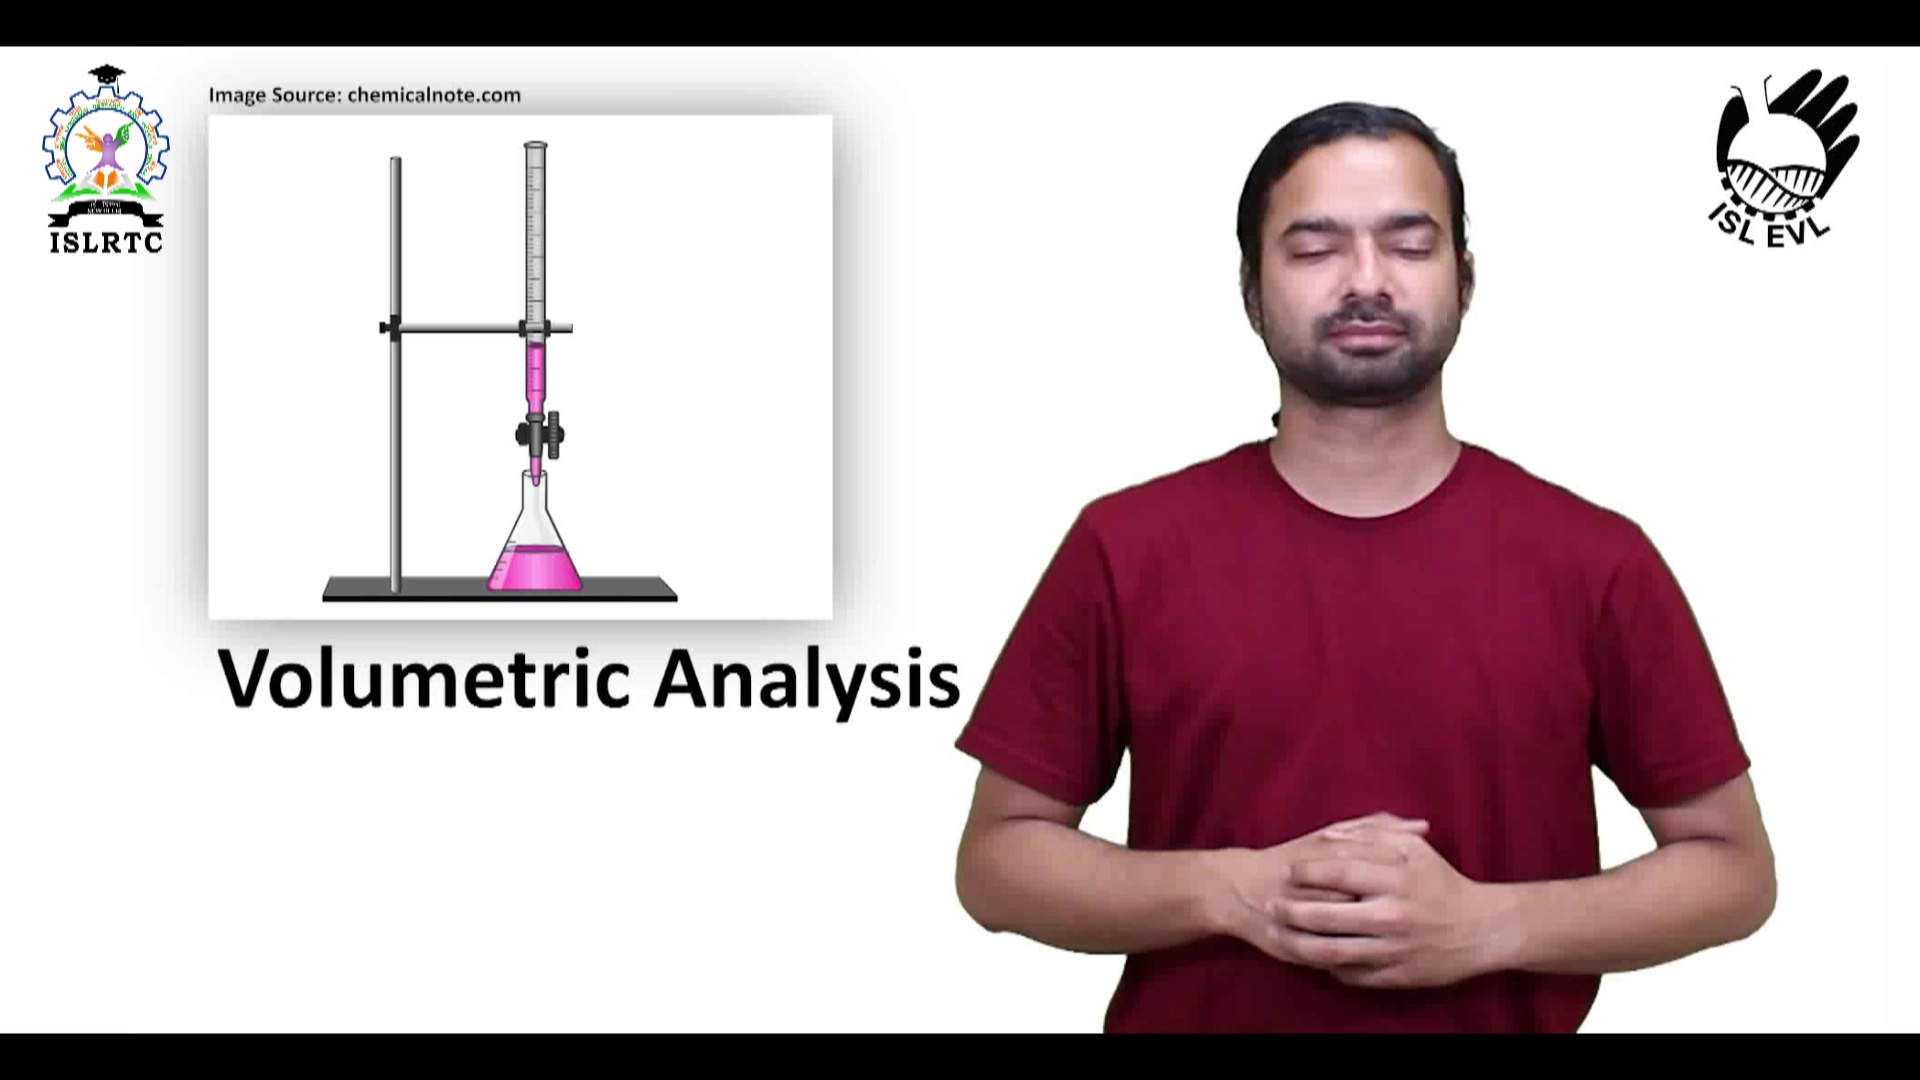 Image Source: chemicalnote.com
ISLRTC
ISL EVL
Volumetric Analysis